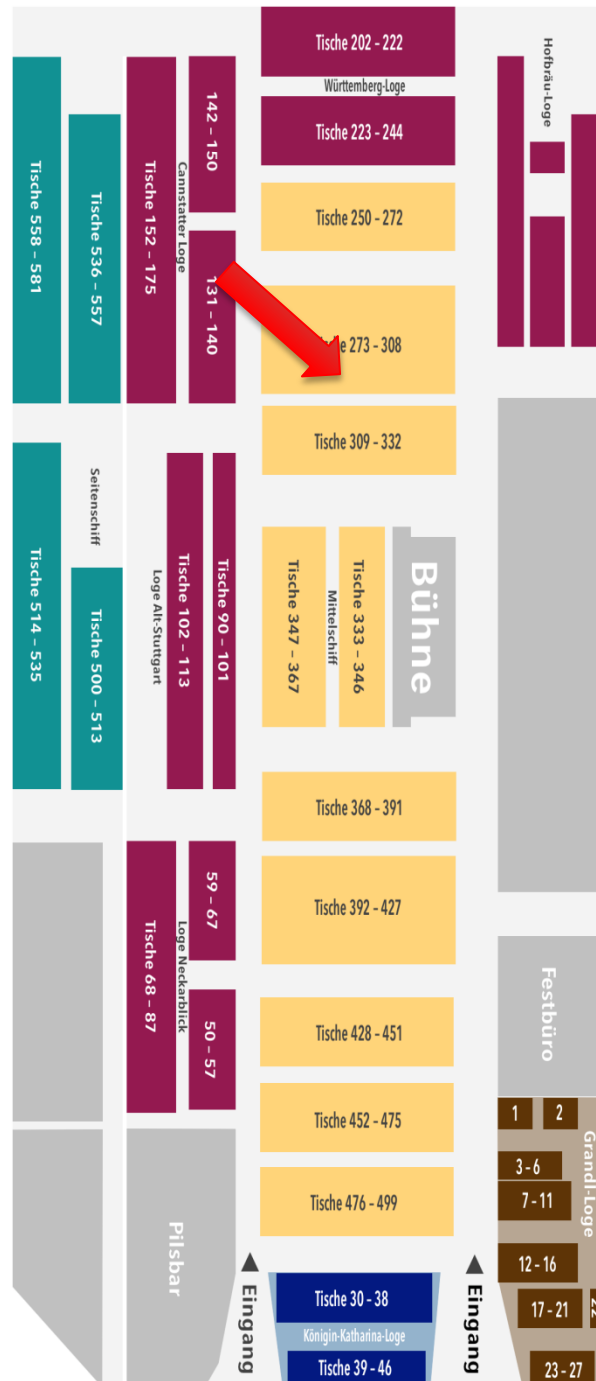 Tische 202 – 222
Württemberg-Loge
Tische 223 – 244
Tische 250 – 272
273 – 308
Tische 309 – 332
Hofbräu-Loge
142 – 150
131 – 140
Cannstatter Loge
Tische 152 – 175
Tische 536 – 557
Tische 558 – 581
Seitenschiff
Tische 514 – 535
Tische 500 – 513
Loge Alt-Stuttgart
Tische 102 – 113
Tische 90 – 101
Tische 347 – 367
Mittelschiff
Tische 333 – 346
Bühne
Tische 368 – 391
Tische 392 – 427
Tische 428 – 451
Tische 452 – 475
Tische 476 – 499
59 – 67
50 – 57
Loge Neckarblick
Tische 68 – 87
Pilsbar
Festbüro
Grandl-Loge
1
2
3 – 6
7 – 11
12 – 16
17 – 21
22
23 – 27
Eingang
Eingang
Tische 30 – 38
Königin-Katharina-Loge
Tische 39 – 46